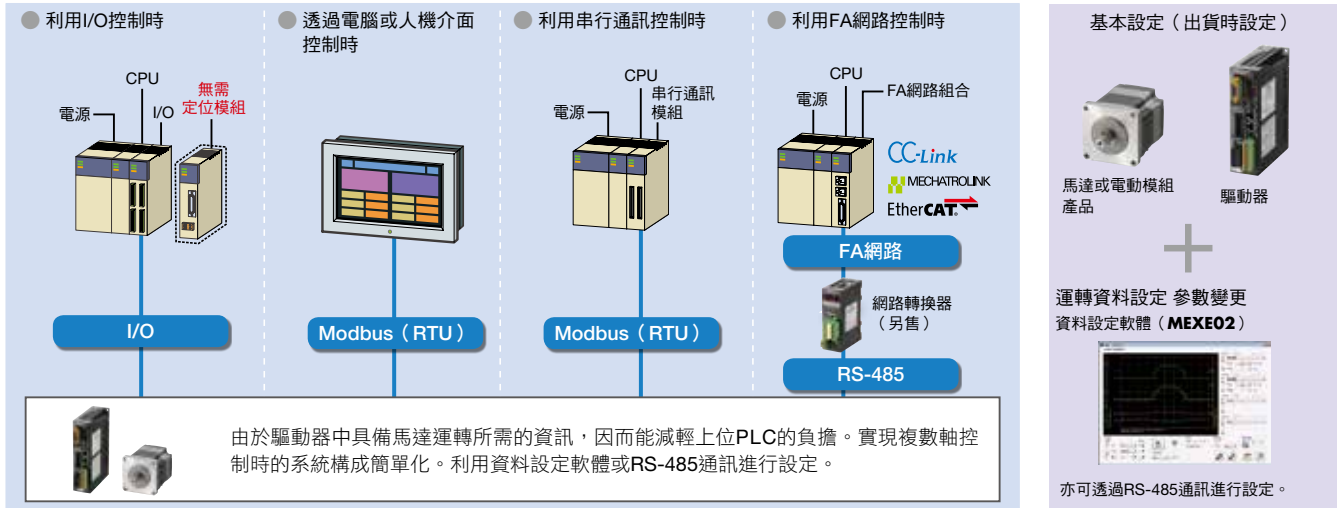 利用I/O控制時
CPU
電源
I/O
無需
定位模組
I/O
透過電腦或人機介面
控制時
Modbus（RTU）
利用串行通訊控制時
CPU
串行通訊
模組
電源
Modbus（RTU）
利用FA網路控制時
CPU
電源
FA網路組合
CC-Link
MECHATROLINK
EtherCAT®
FA網路
網路轉換器
（另售）
RS-485
由於驅動器中具備馬達運轉所需的資訊，因而能減輕上位PLC的負擔。實現複數軸控
制時的系統構成簡單化。利用資料設定軟體或RS-485通訊進行設定。
基本設定（出貨時設定）
馬達或電動模組
產品
驅動器
運轉資料設定 參數變更
資料設定軟體（MEXE02）
亦可透過RS-485通訊進行設定。